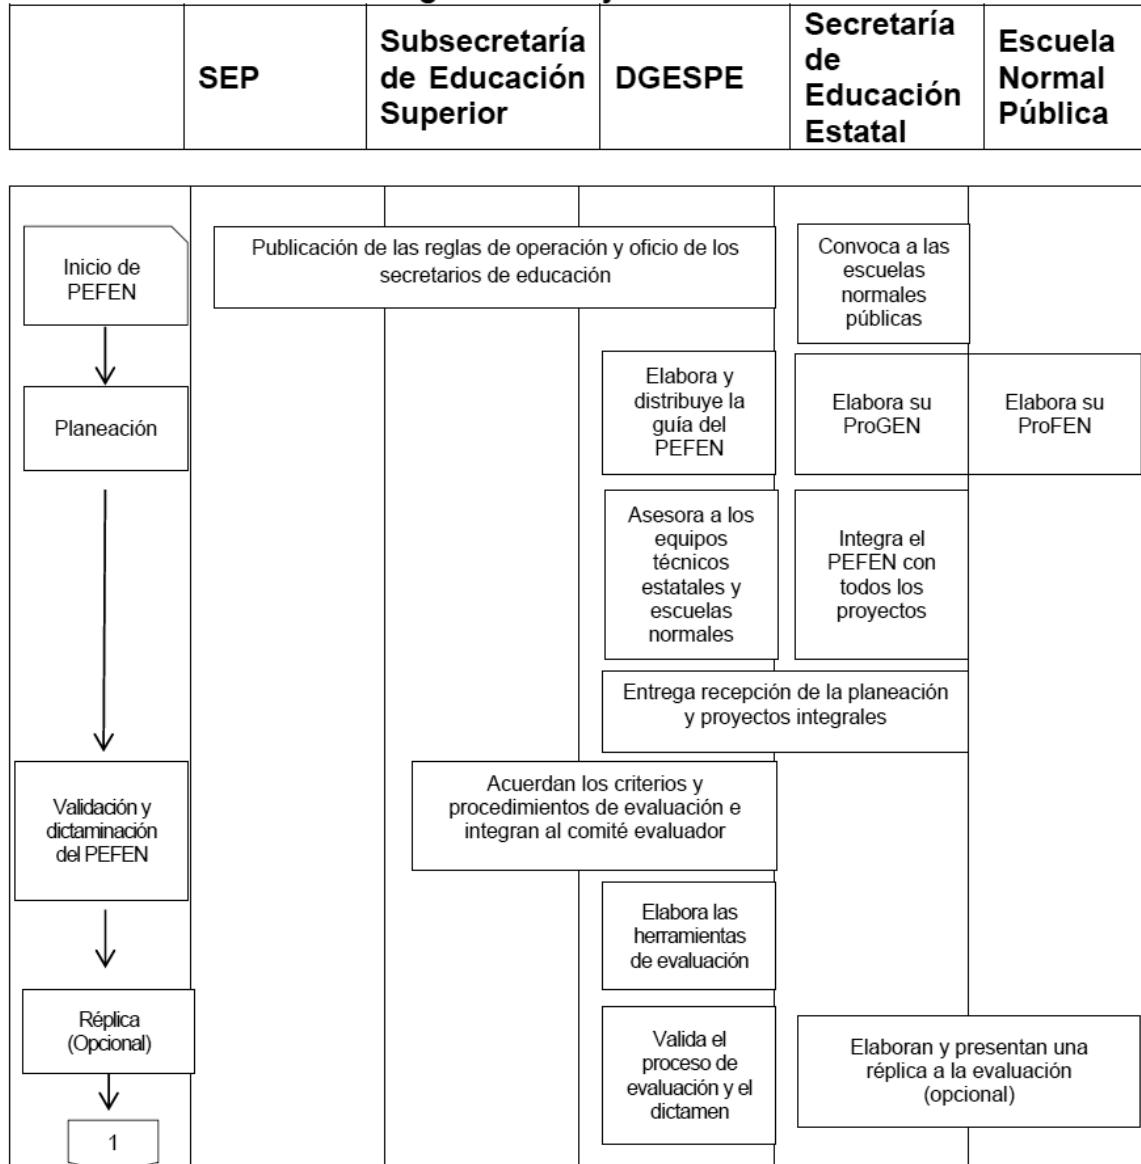 SEP
Subsecretaría
de Educación
Superior
DGESPE
Secretaría
de
Educación
Estatal
Escuela
Normal
Pública
Inicio de
PEFEN
Publicación de las reglas de operación y oficio de los
secretarios de educación
Convoca a las
escuelas
normales
públicas
Planeación
Elabora y
distribuye la
guía del
PEFEN
Elabora su
ProGEN
Elabora su
ProFEN
Asesora a los
equipos
técnicos
estatales y
escuelas
normales
Integra el
PEFEN con
todos los
proyectos
Entrega recepción de la planeación
y proyectos integrales
Validación y
dictaminación
del PEFEN
Acuerdan los criterios y
procedimientos de evaluación e
integran al comité evaluador
Elabora las
herramientas
de evaluación
Réplica
(Opcional)
Valida el
proceso de
evaluación y el
dictamen
Elaboran y presentan una
réplica a la evaluación
(opcional)
1